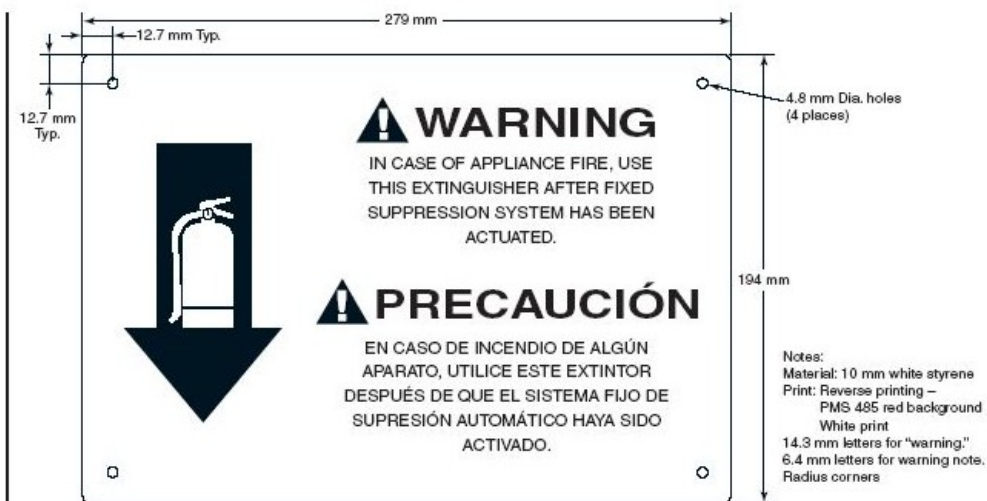 279 mm
12.7 mm Typ.
12.7 mm
Typ.
4.8 mm Dia. holes
(4 places)
WARNING
IN CASE OF APPLIANCE FIRE, USE
THIS EXTINGUISHER AFTER FIXED
SUPPRESSION SYSTEM HAS BEEN
ACTUATED.
194 mm
PRECAUCIÓN
EN CASO DE INCENDIO DE ALGÚN
APARATO, UTILICE ESTE EXTINTOR
DESPUÉS DE QUE EL SISTEMA FIJO DE
SUPRESIÓN AUTOMÁTICO HAYA SIDO
ACTIVADO.
Notes:
Material: 10 mm white styrene
Print: Reverse printing –
PMS 485 red background
White print
14.3 mm letters for “warning.”
6.4 mm letters for warning note.
Radius corners